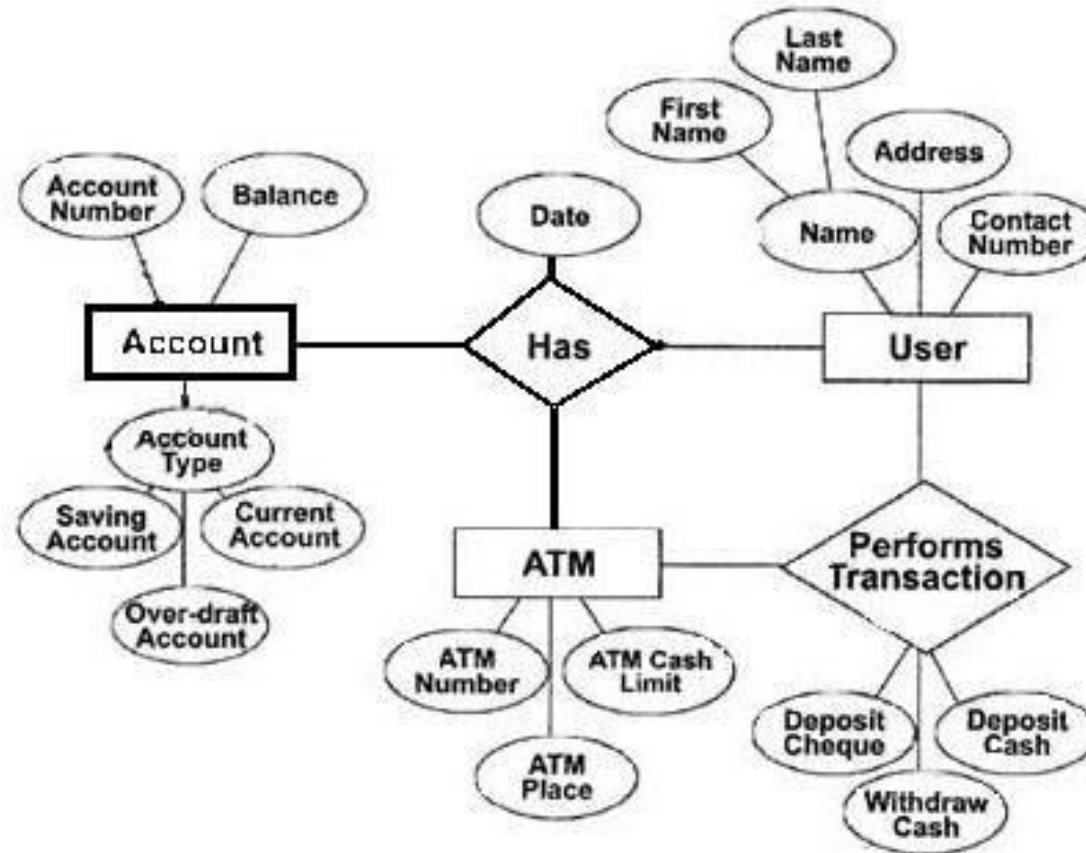 Last
Name
First
Name
Address
Account
Number
Balance
Date
Name
Contact
Number
Account
Has
User
Account
Type
Saving
Account
Current
Account
Over-draft
Account
ATM
Performs
Transaction
ATM
Number
ATM Cash
Limit
ATM
Place
Deposit
Cheque
Deposit
Cash
Withdraw
Cash